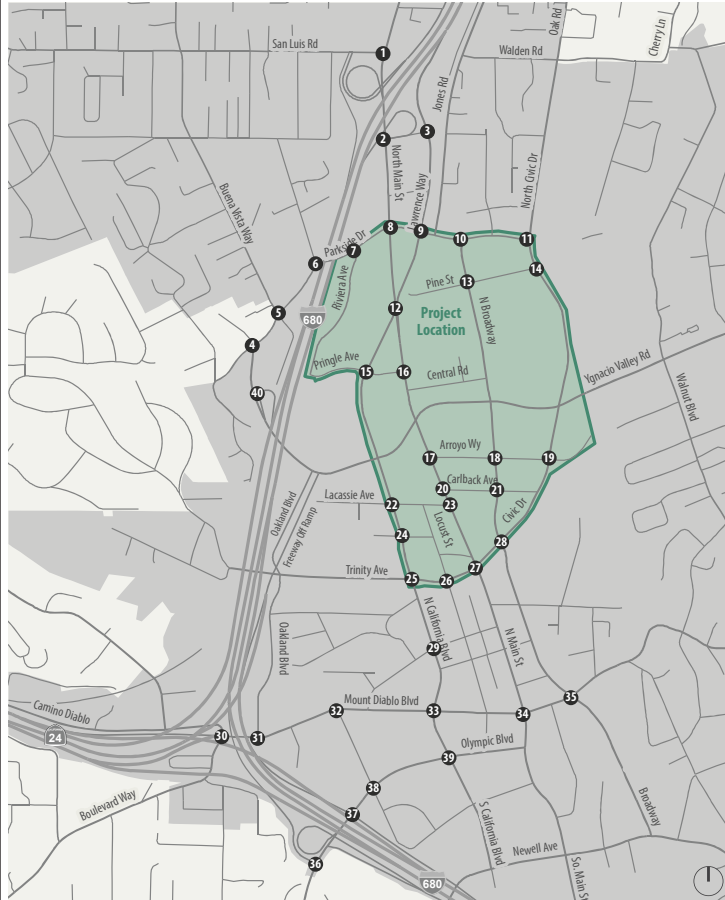 Oak Rd
Cherry Ln
San Luis Rd
Walden Rd
1
Jones Rd
3
2
North Main St
North Civic Dr
Lawrence Way
Buena Vista Way
8
9
10
11
Parkside Dr
7
6
14
Pine St
13
Riviera Ave
12
N Broadway
5
680
Project
Location
4
Pringle Ave
15
16
Central Rd
Ygnacio Valley Rd
Walnut Blvd
40
Arroyo Wy
17
18
19
Carlback Ave
20
21
Lacassie Ave
22
23
Oakland Blvd
Freeway Off Ramp
Locust St
Civic Dr
24
28
Trinity Ave
25
26
27
Oakland Blvd
N California Blvd
N Main St
29
35
Mount Diablo Blvd
32
33
34
Camino Diablo
24
30
31
Olympic Blvd
39
38
Boulevard Way
37
S California Blvd
Broadway
Newell Ave
36
So. Main St
680